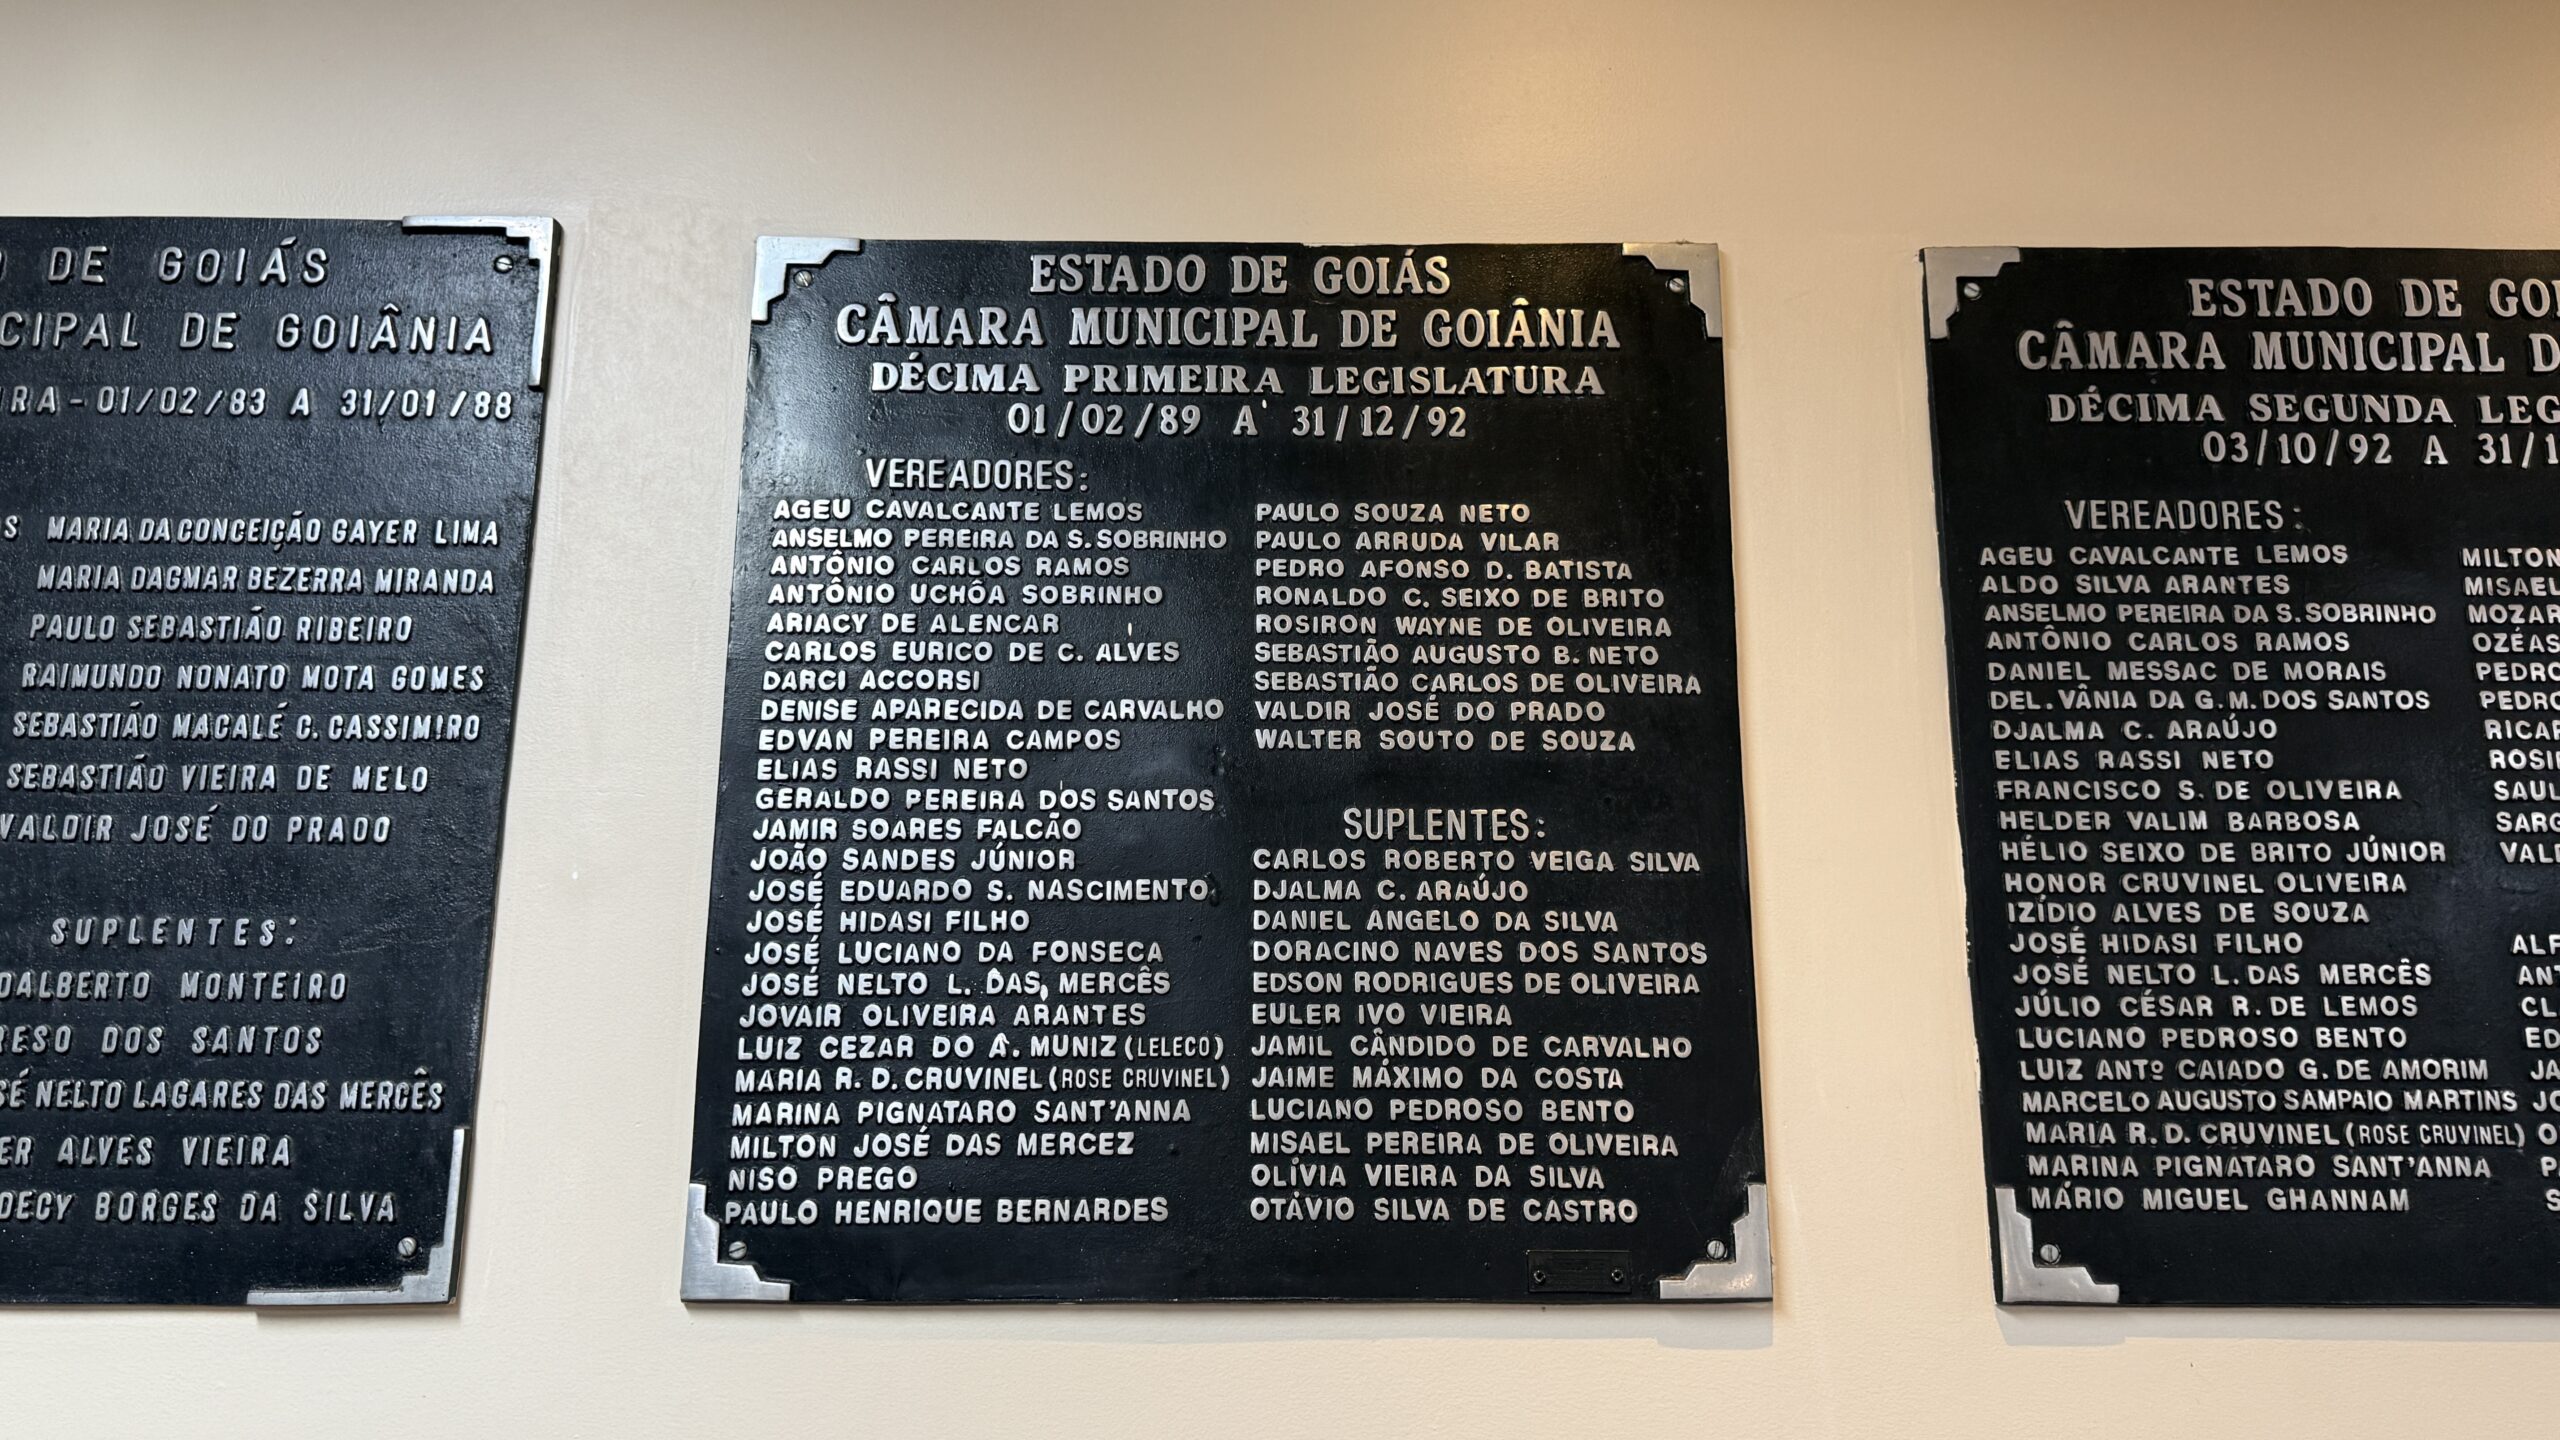 DE GOIÁS
DE GOIÂNIA
01/02/83 A 31/01/88
MARIA DA CONCEIÇÃO GAYER LIMA
MARIA DAGMAR BEZERRA MIRANDA
PAULO SEBASTIÃO RIBEIRO
RAIMUNDO NONATO MOTA GOMES
SEBASTIÃO MACALÉ C. CASSIMIRO
SEBASTIÃO VIEIRA DE MELO
VALDIR JOSÉ DO PRADO
SUPLENTES:
MONTEIRO
DOS SANTOS
NELTO LAGARES DAS MERCÊS
ALVES VIEIRA
BORGES DA SILVA
ESTADO DE GOIÁS
CÂMARA MUNICIPAL DE GOIÂNIA
DÉCIMA PRIMEIRA LEGISLATURA
01/02/89 A 31/12/92
VEREADORES:
AGEU CAVALCANTE LEMOS
ANSELMO PEREIRA DA S. SOBRINHO
ANTÔNIO CARLOS RAMOS
ANTÔNIO UCHÔA SOBRINHO
ARIACY DE ALENCAR
CARLOS EURICO DE C. ALVES
DARCI ACCORSI
DENISE APARECIDA DE CARVALHO
EDVAN PEREIRA CAMPOS
ELIAS RASSI NETO
GERALDO PEREIRA DOS SANTOS
JAMIR SOARES FALCÃO
JOÃO SANDES JÚNIOR
JOSÉ EDUARDO S. NASCIMENTO
JOSÉ HIDASI FILHO
JOSÉ LUCIANO DA FONSECA
JOSÉ NELTO L. DAS MERCÊS
JOVAIR OLIVEIRA ARANTES
LUIZ CEZAR DO A. MUNIZ (LELECO)
MARIA R. D. CRUVINEL (ROSE CRUVINEL)
MARINA PIGNATARO SANT'ANNA
MILTON JOSÉ DAS MERCEZ
NISO PREGO
PAULO HENRIQUE BERNARDES
PAULO SOUZA NETO
PAULO ARRUDA VILAR
PEDRO AFONSO D. BATISTA
RONALDO C. SEIXO DE BRITO
ROSIRON WAYNE DE OLIVEIRA
SEBASTIÃO AUGUSTO B. NETO
SEBASTIÃO CARLOS DE OLIVEIRA
VALDIR JOSÉ DO PRADO
WALTER SOUTO DE SOUZA
SUPLENTES:
CARLOS ROBERTO VEIGA SILVA
DJALMA C. ARAÚJO
DANIEL ANGELO DA SILVA
DORACINO NAVES DOS SANTOS
EDSON RODRIGUES DE OLIVEIRA
EULER IVO VIEIRA
JAMIL CÂNDIDO DE CARVALHO
JAIME MÁXIMO DA COSTA
LUCIANO PEDROSO BENTO
MISAEL PEREIRA DE OLIVEIRA
OLÍVIA VIEIRA DA SILVA
OTÁVIO SILVA DE CASTRO
ESTADO DE
CÂMARA MUNICIPAL
DÉCIMA SEGUNDA
03/10/92 A
VEREADORES:
AGEU CAVALCANTE LEMOS
ALDO SILVA ARANTES
ANSELMO PEREIRA DA S. SOBRINHO
ANTÔNIO CARLOS RAMOS
DANIEL MESSAC DE MORAIS
DEL. VÂNIA DA G. M. DOS SANTOS
DJALMA C. ARAÚJO
ELIAS RASSI NETO
FRANCISCO S. DE OLIVEIRA
HELDER VALIM BARBOSA
HÉLIO SEIXO DE BRITO JÚNIOR
HONOR CRUVINEL OLIVEIRA
IZÍDIO ALVES DE SOUZA
JOSÉ HIDASI FILHO
JOSÉ NELTO L. DAS MERCÊS
JÚLIO CÉSAR R. DE LEMOS
LUCIANO PEDROSO BENTO
LUIZ ANTº CAIADO G. DE AMORIM
MARCELO AUGUSTO SAMPAIO MARTINS
MARIA R. D. CRUVINEL (ROSE CRUVINEL)
MARINA PIGNATARO SANT'ANNA
MÁRIO MIGUEL GHANNAM
MILTON
MISAEL